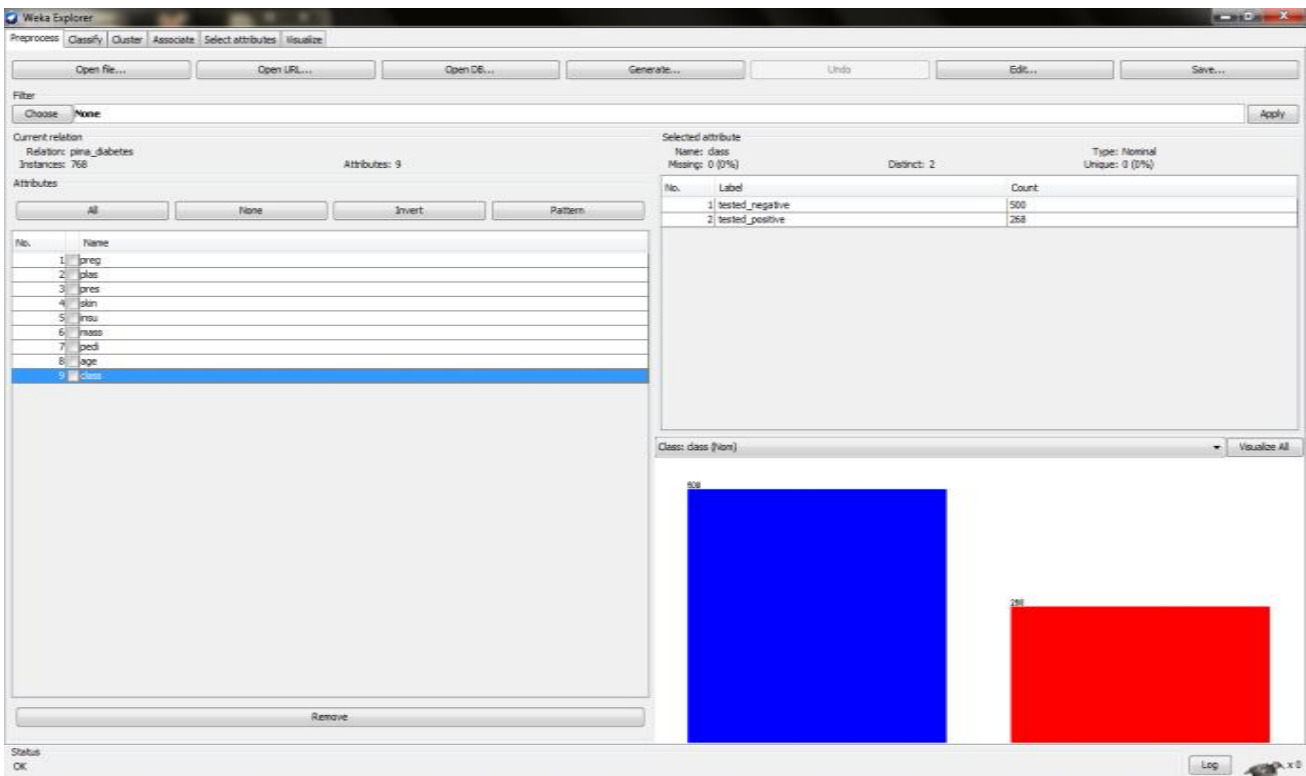 Weka Explorer
Preprocess Classify Cluster Associate Select attributes Visualize
Open file... Open URL... Open DB... Generate... Undo Edit... Save...
Filter
Choose None Apply
Current relation
Relation: pima_diabetes
Instances: 768 Attributes: 9
Attributes
All None Invert Pattern
No. Name
1 preg
2 plas
3 pres
4 skin
5 insu
6 mass
7 pedi
8 age
9 class
Remove
Selected attribute
Name: class Type: Nominal
Missing: 0 (0%) Distinct: 2 Unique: 0 (0%)
No. Label Count
1 tested_negative 500
2 tested_positive 268
Class: class (Nom) Visualize All
500
268
Status
OK
Log x 0